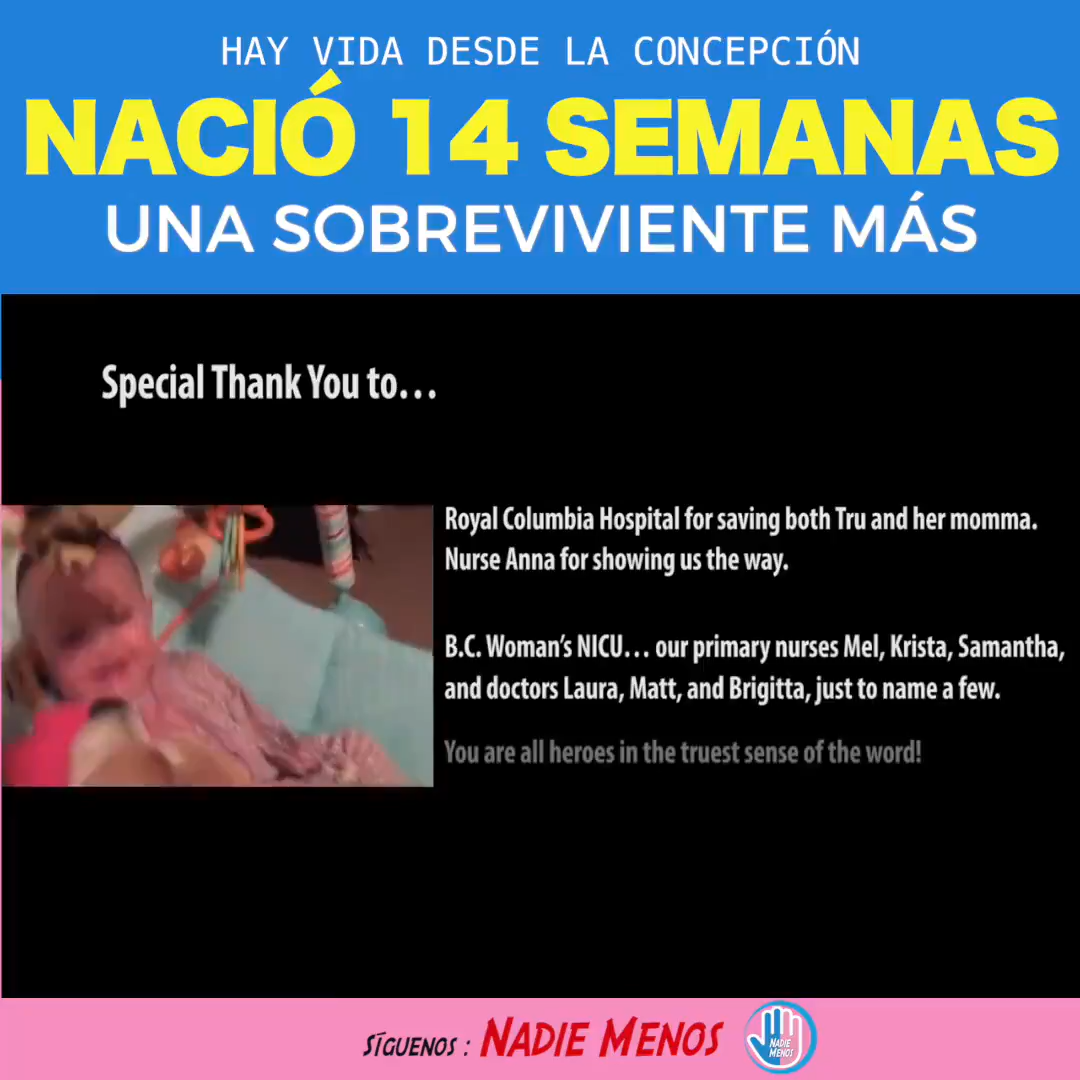 HAY VIDA DESDE LA CONCEPCIÓN
NACIÓ 14 SEMANAS
UNA SOBREVIVIENTE MÁS
Special Thank You to...
Royal Columbia Hospital for saving both Tru and her momma.
Nurse Anna for showing us the way.
B.C. Woman's NICU... our primary nurses Mel, Krista, Samantha,
and doctors Laura, Matt, and Brigitta, just to name a few.
You are all heroes in the truest sense of the word!
SÍGUENOS : NADIE MENOS
NADIE
MENOS